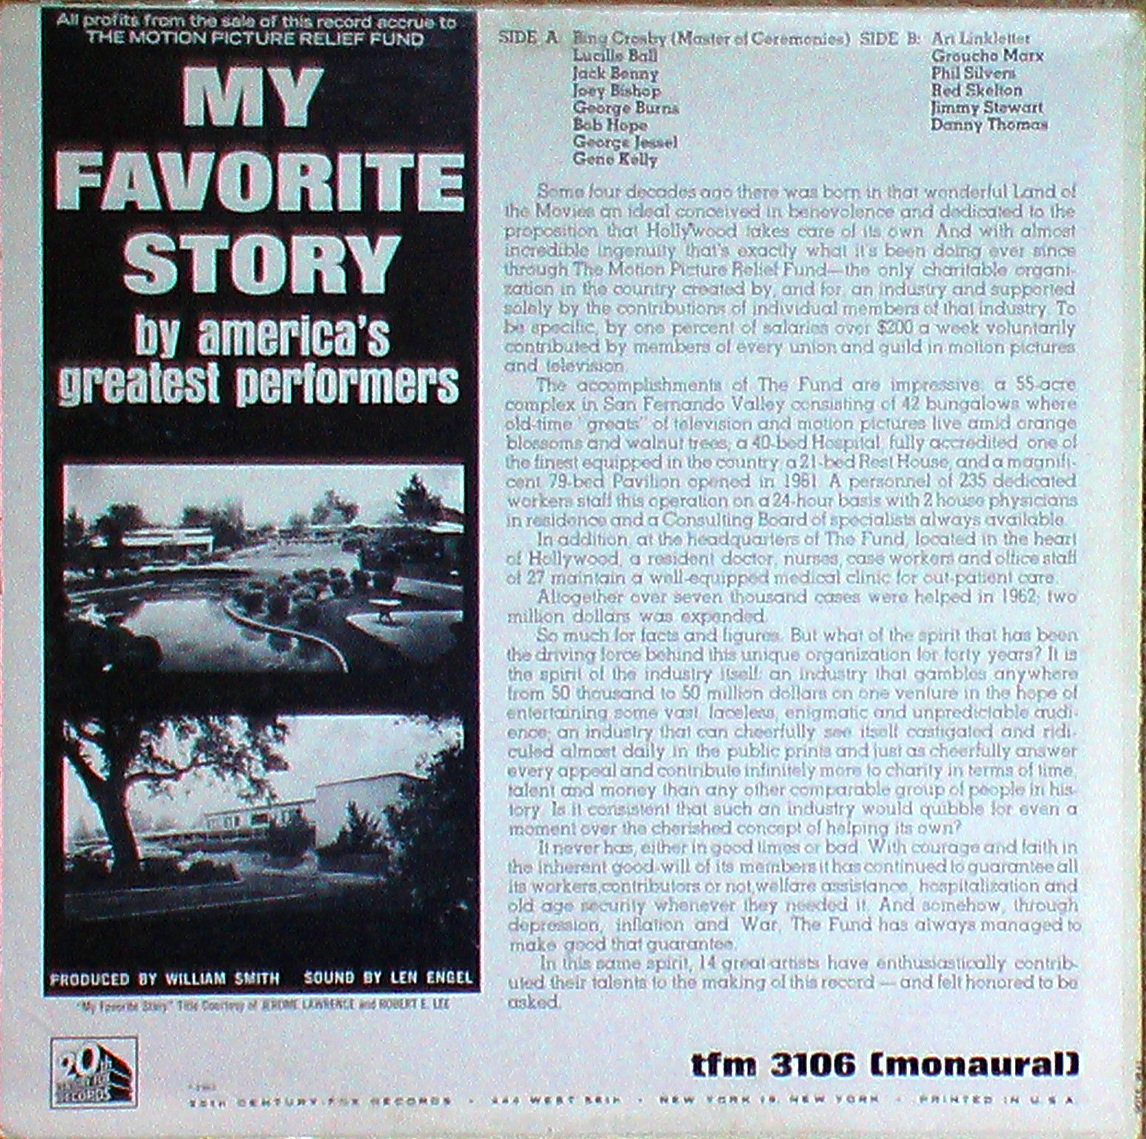 All profits from the sale of this record accrue to
THE MOTION PICTURE RELIEF FUND
MY
FAVORITE
STORY
by america's
greatest performers
PRODUCED BY WILLIAM SMITH SOUND BY LEN ENGEL
"My Favorite Story" Title Courtesy of JEROME LAWRENCE and ROBERT E. LEE
SIDE A: Bing Crosby (Master of Ceremonies)
Lucille Ball
Jack Benny
Joey Bishop
George Burns
Bob Hope
George Jessel
Gene Kelly
SIDE B: Art Linkletter
Groucho Marx
Phil Silvers
Red Skelton
Jimmy Stewart
Danny Thomas
Some four decades ago there was born in that wonderful Land of
the Movies an ideal conceived in benevolence and dedicated to the
proposition that Hollywood takes care of its own. And with almost
incredible ingenuity that's exactly what it's been doing ever since
through The Motion Picture Relief Fund—the only charitable organi-
zation in the country created by, and for, an industry and supported
solely by the contributions of individual members of that industry. To
be specific, by one percent of salaries over $200 a week voluntarily
contributed by members of every union and guild in motion pictures
and television.
The accomplishments of The Fund are impressive: a 55-acre
complex in San Fernando Valley consisting of 42 bungalows where
old-time "greats" of television and motion pictures live amid orange
blossoms and walnut trees; a 40-bed Hospital, fully accredited, one of
the finest equipped in the country; a 21-bed Rest House, and a magnifi-
cent 79-bed Pavilion opened in 1961. A personnel of 235 dedicated
workers staff this operation on a 24-hour basis with 2 house physicians
in residence and a Consulting Board of specialists always available.
In addition, at the headquarters of The Fund, located in the heart
of Hollywood, a resident doctor, nurses, case workers and office staff
of 27 maintain a well-equipped medical clinic for out-patient care.
Altogether over seven thousand cases were helped in 1962; two
million dollars was expended.
So much for facts and figures. But what of the spirit that has been
the driving force behind this unique organization for forty years? It is
the spirit of the industry itself: an industry that gambles anywhere
from 50 thousand to 50 million dollars on one venture in the hope of
entertaining some vast, faceless, enigmatic and unpredictable audi-
ence; an industry that can cheerfully see itself castigated and ridi-
culed almost daily in the public prints and just as cheerfully answer
every appeal and contribute infinitely more to charity in terms of time,
talent and money than any other comparable group of people in his-
tory. Is it consistent that such an industry would quibble for even a
moment over the cherished concept of helping its own?
It never has, either in good times or bad. With courage and faith in
the inherent good-will of its members it has continued to guarantee all
its workers, contributors or not, welfare assistance, hospitalization and
old age security whenever they needed it. And somehow, through
depression, inflation and War, The Fund has always managed to
make good that guarantee.
In this same spirit, 14 great artists have enthusiastically contrib-
uted their talents to the making of this record — and felt honored to be
asked.
tfm 3106 (monaural)
20th
CENTURY FOX
RECORDS
20TH CENTURY-FOX RECORDS • 444 WEST 56TH • NEW YORK 19, NEW YORK • PRINTED IN U.S.A.